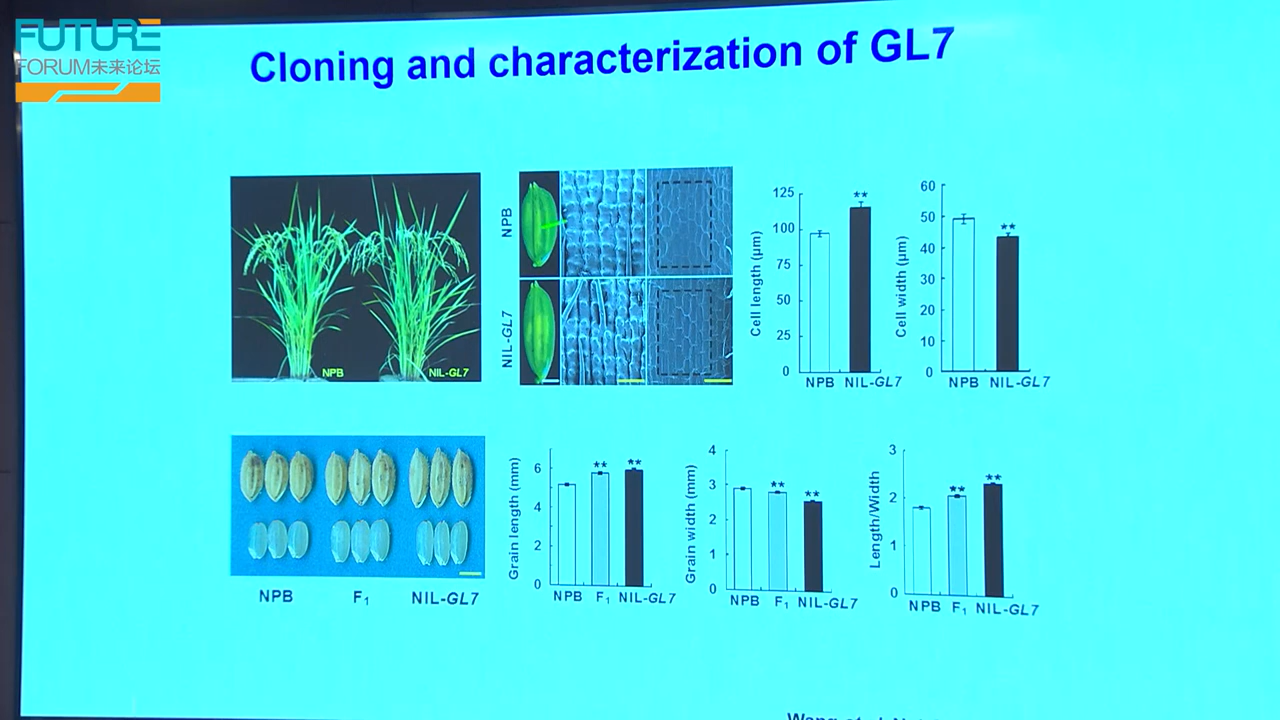 FUTURE
FORUM未来论坛
Cloning and characterization of GL7
NPB
NIL-GL7
NPB
NIL-GL7
Cell length (μm)
125
100
75
50
25
0
NPB NIL-GL7
**
Cell width (μm)
60
50
40
30
20
10
0
NPB NIL-GL7
**
NPB F₁ NIL-GL7
Grain length (mm)
6
4
2
0
NPB F₁ NIL-GL7
** **
Grain width (mm)
4
3
2
1
0
NPB F₁ NIL-GL7
** **
Length/Width
3
2
1
0
NPB F₁ NIL-GL7
** **